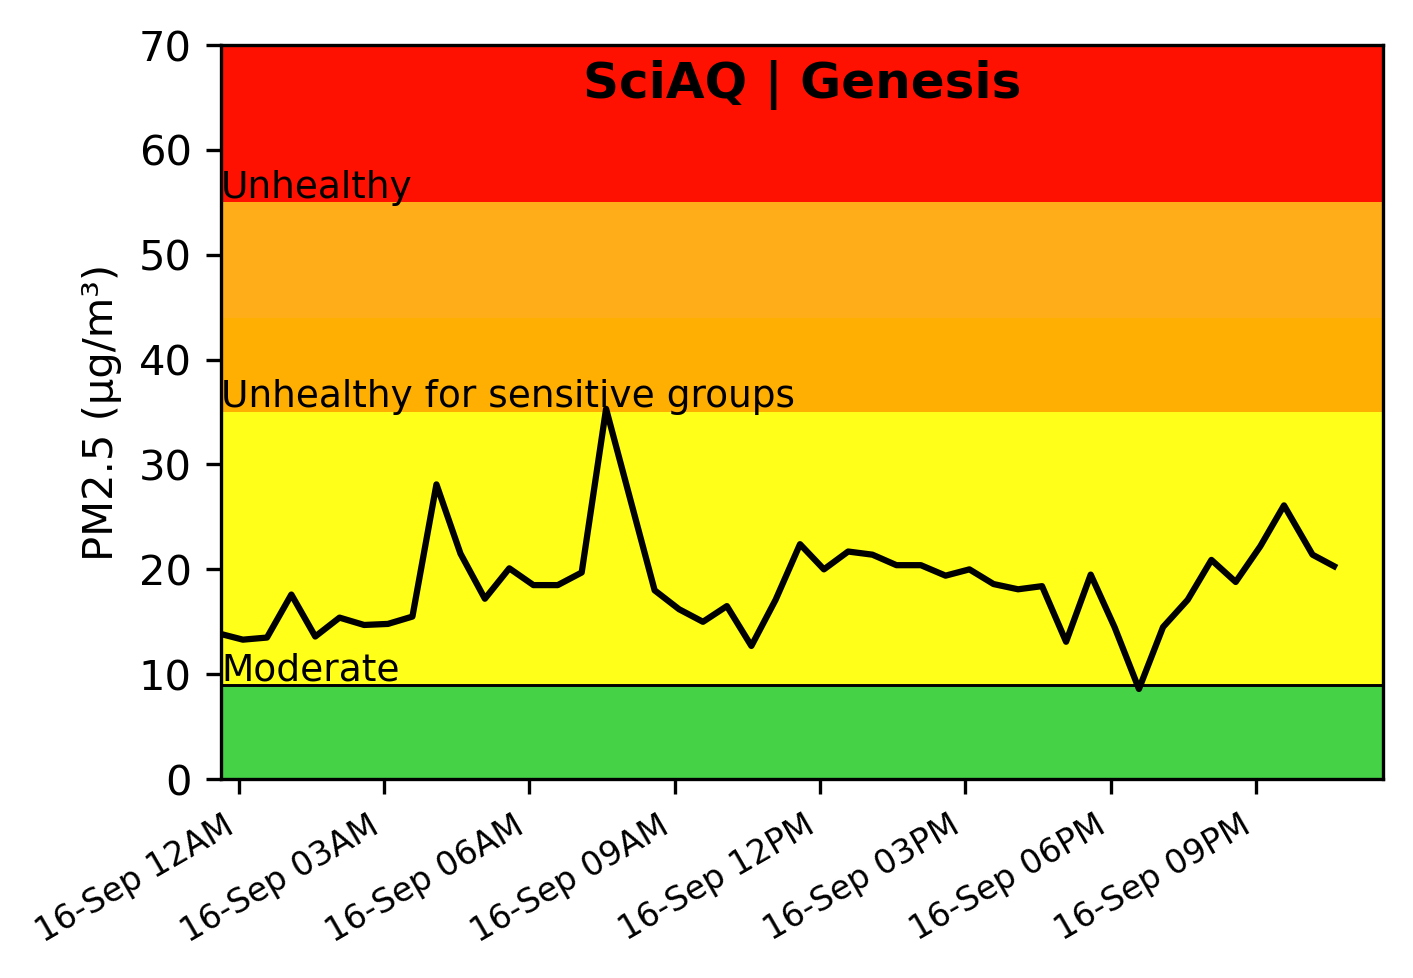 SciAQ | Genesis
PM2.5 (µg/m³)
70
60
Unhealthy
50
40
Unhealthy for sensitive groups
30
20
10
Moderate
0
16-Sep 12AM
16-Sep 03AM
16-Sep 06AM
16-Sep 09AM
16-Sep 12PM
16-Sep 03PM
16-Sep 06PM
16-Sep 09PM